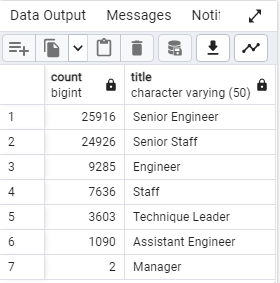 Data Output Messages Notif
count title
bigint character varying (50)
1 25916 Senior Engineer
2 24926 Senior Staff
3 9285 Engineer
4 7636 Staff
5 3603 Technique Leader
6 1090 Assistant Engineer
7 2 Manager